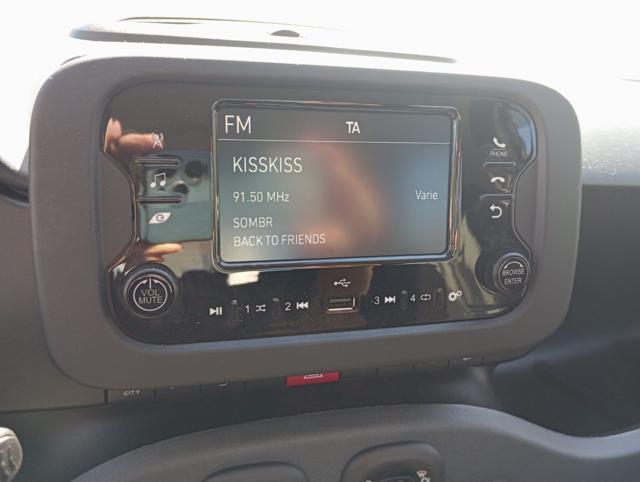 FM TA
KISSKISS
91.50 MHz Varie
SOMBR
BACK TO FRIENDS
PHONE
VOL
MUTE
BROWSE
ENTER
1 2 3 4
CITY